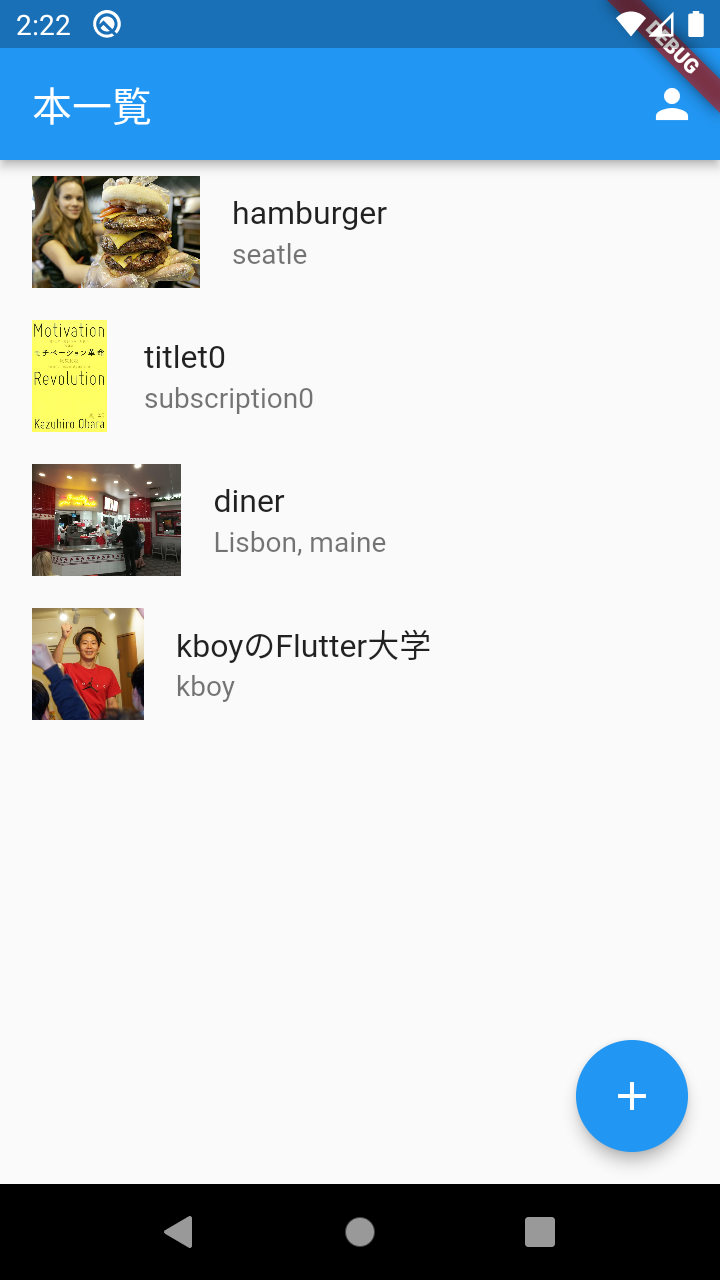 2:22
DEBUG
本一覧
hamburger
seatle
Motivation
モチベーション革命
Revolution
Kazuhiro Obara
titlet0
subscription0
diner
Lisbon, maine
kboyのFlutter大学
kboy